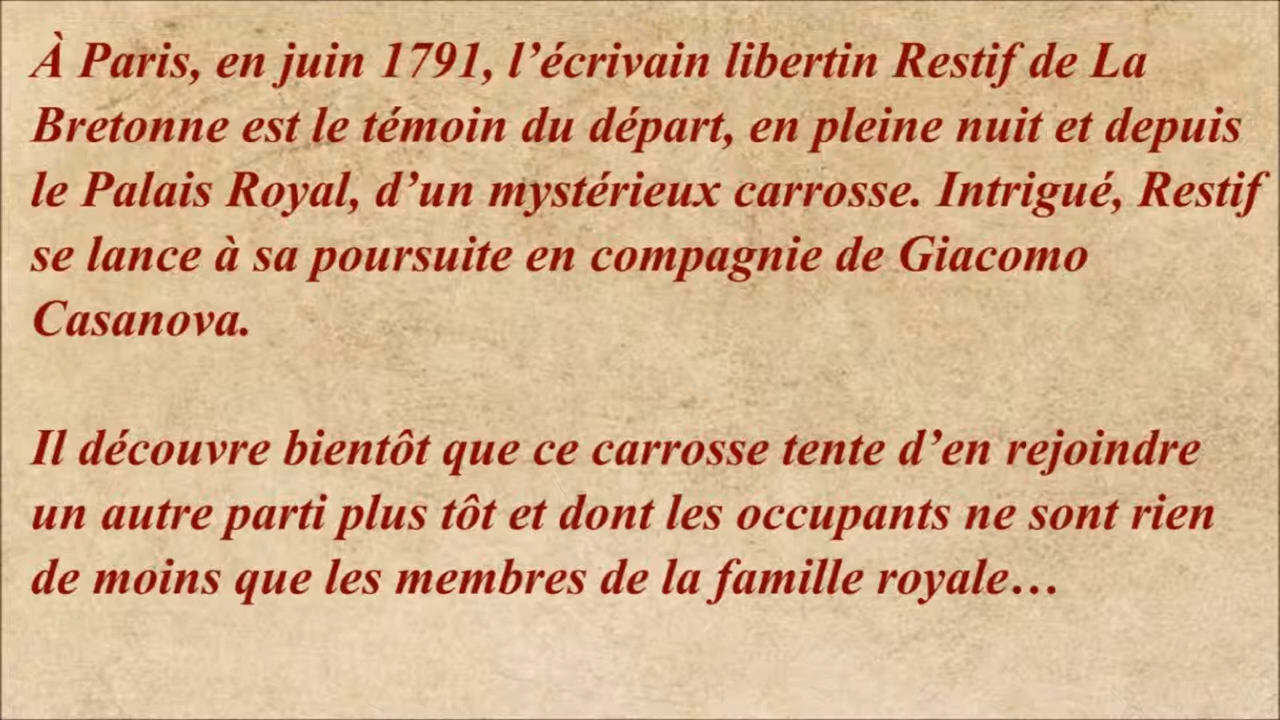 À Paris, en juin 1791, l’écrivain libertin Restif de La
Bretonne est le témoin du départ, en pleine nuit et depuis
le Palais Royal, d’un mystérieux carrosse. Intrigué, Restif
se lance à sa poursuite en compagnie de Giacomo
Casanova.
Il découvre bientôt que ce carrosse tente d’en rejoindre
un autre parti plus tôt et dont les occupants ne sont rien
de moins que les membres de la famille royale…